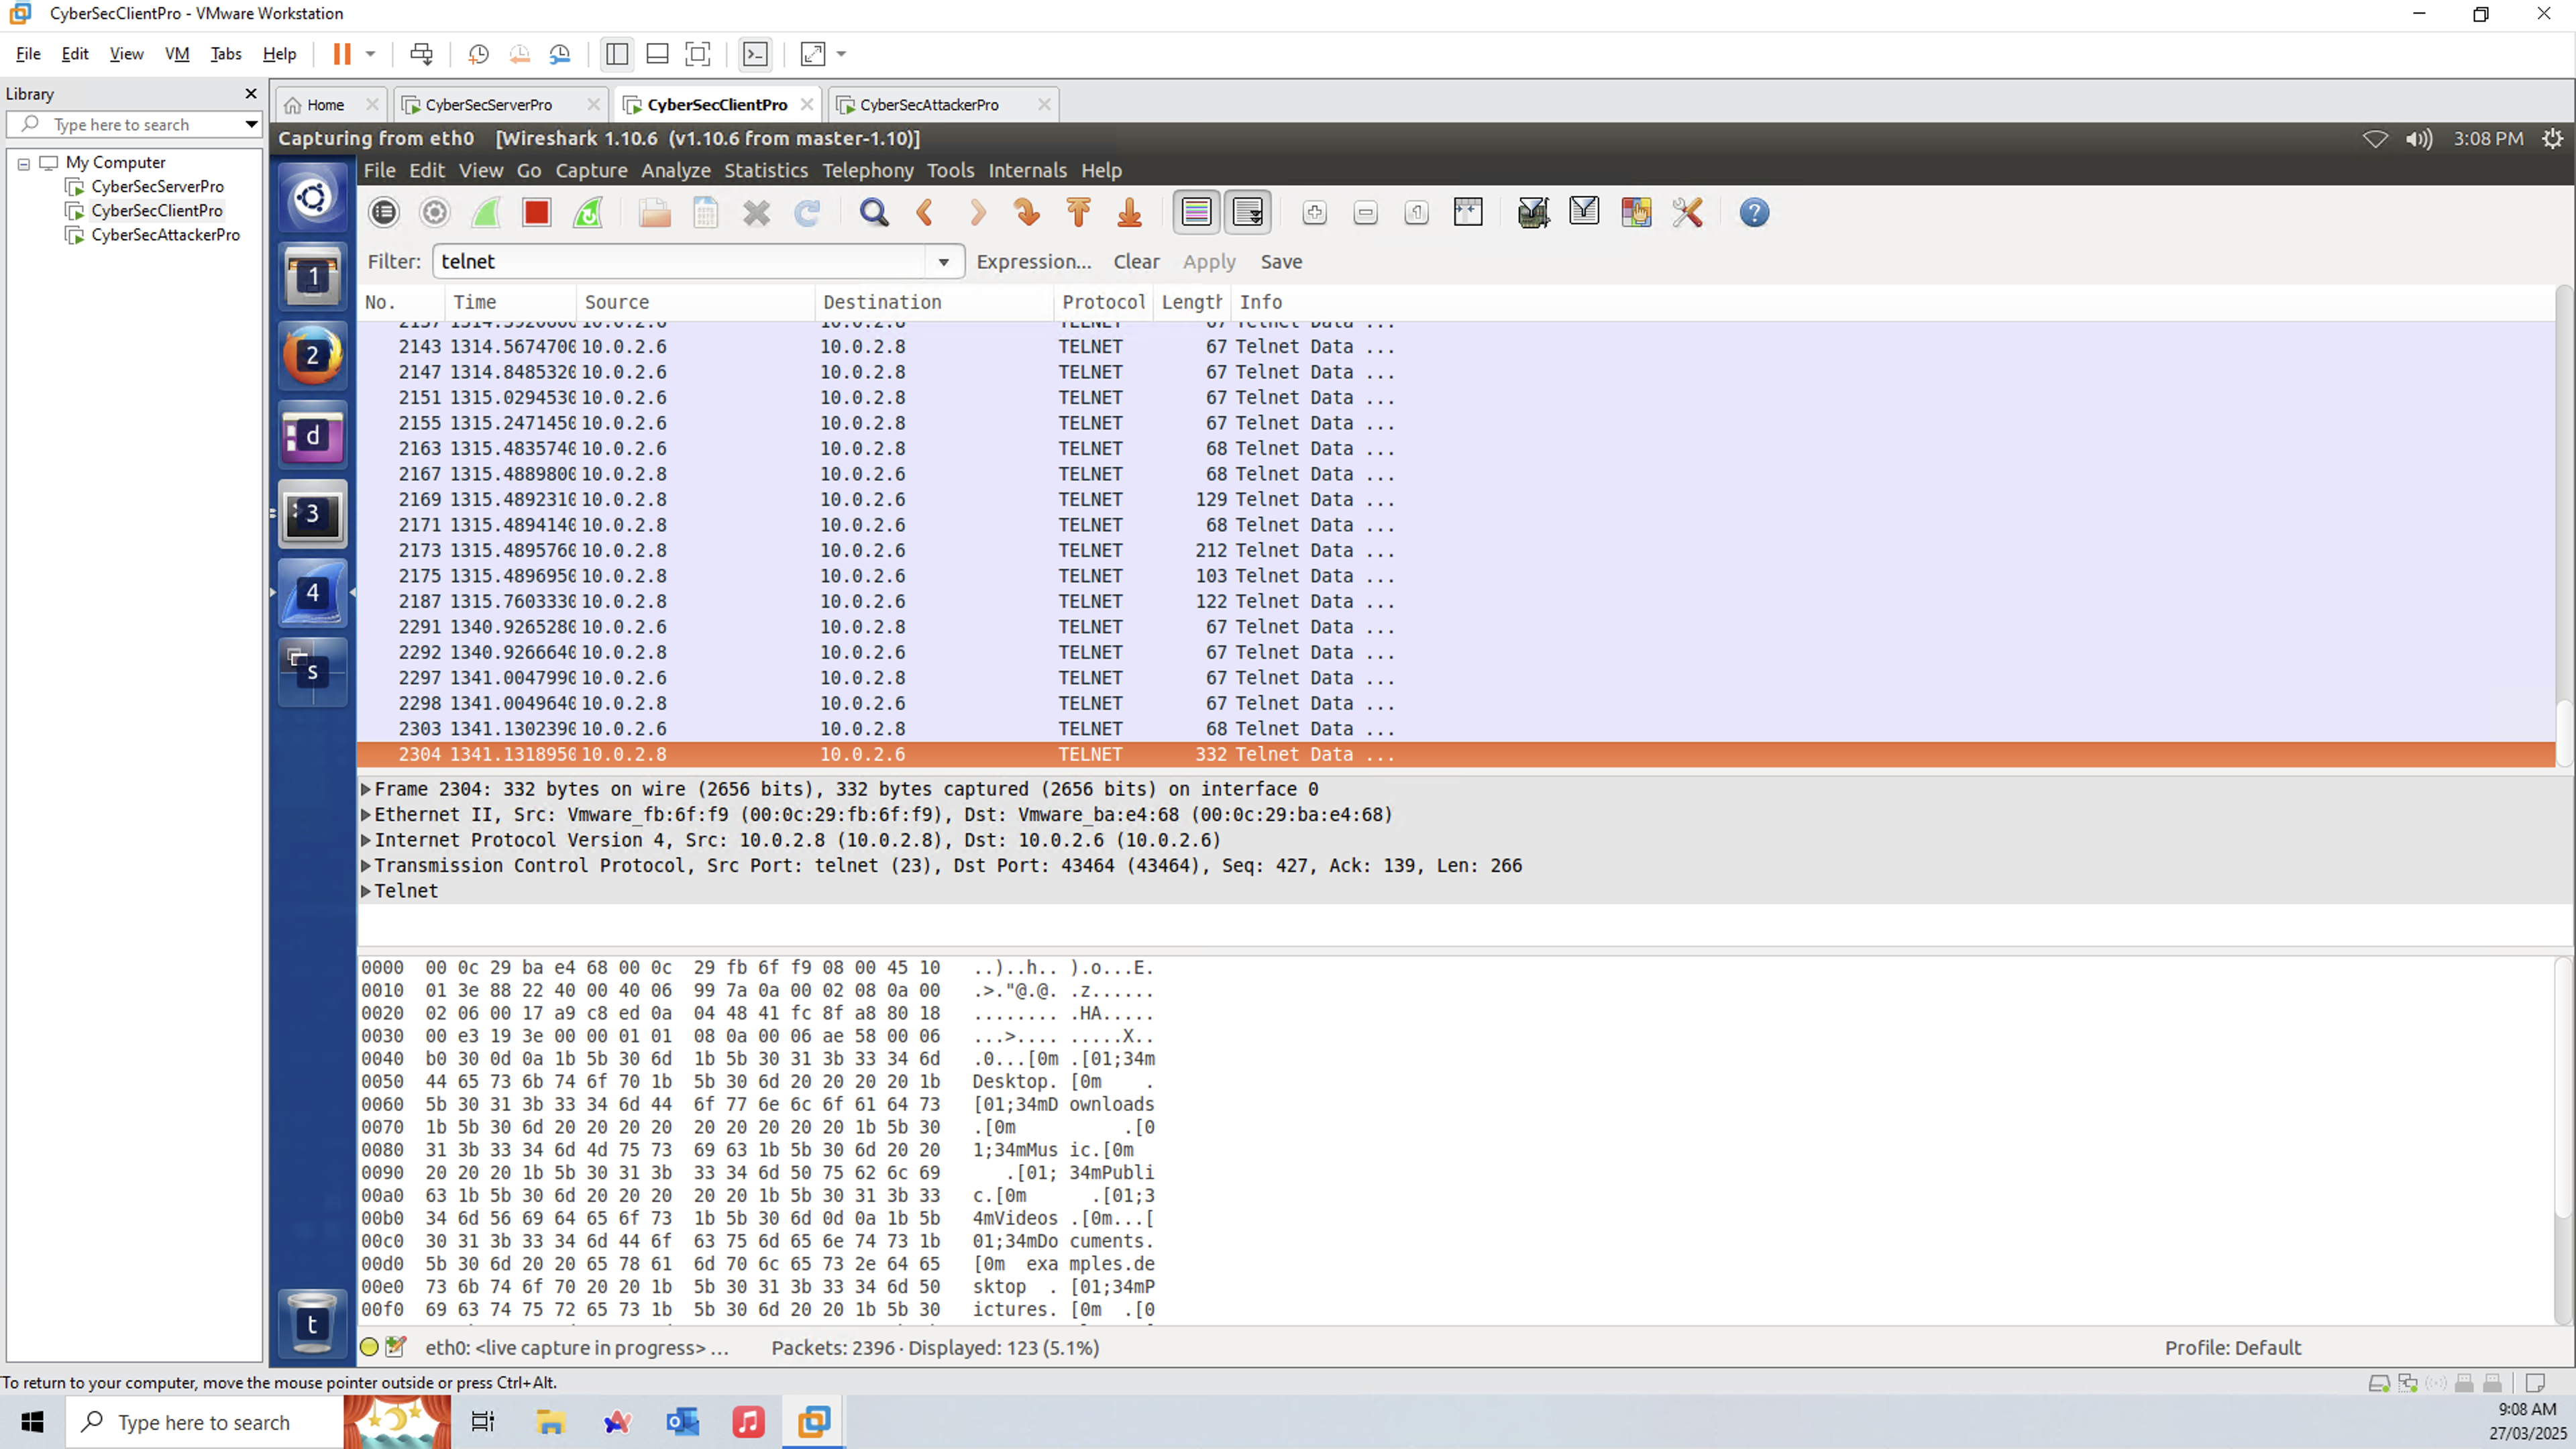 CyberSecClientPro - VMware Workstation
File Edit View VM Tabs Help
Library
Type here to search
My Computer
CyberSecServerPro
CyberSecClientPro
CyberSecAttackerPro
Home CyberSecServerPro CyberSecClientPro CyberSecAttackerPro
Capturing from eth0 [Wireshark 1.10.6 (v1.10.6 from master-1.10)] 3:08 PM
File Edit View Go Capture Analyze Statistics Telephony Tools Internals Help
Filter: telnet Expression... Clear Apply Save
No. Time Source Destination Protocol Length Info
2143 1314.5674700 10.0.2.6 10.0.2.8 TELNET 67 Telnet Data ...
2147 1314.8485320 10.0.2.6 10.0.2.8 TELNET 67 Telnet Data ...
2151 1315.0294530 10.0.2.6 10.0.2.8 TELNET 67 Telnet Data ...
2155 1315.2471450 10.0.2.6 10.0.2.8 TELNET 67 Telnet Data ...
2163 1315.4835740 10.0.2.6 10.0.2.8 TELNET 68 Telnet Data ...
2167 1315.4889800 10.0.2.8 10.0.2.6 TELNET 68 Telnet Data ...
2169 1315.4892310 10.0.2.8 10.0.2.6 TELNET 129 Telnet Data ...
2171 1315.4894140 10.0.2.8 10.0.2.6 TELNET 68 Telnet Data ...
2173 1315.4895760 10.0.2.8 10.0.2.6 TELNET 212 Telnet Data ...
2175 1315.4896950 10.0.2.8 10.0.2.6 TELNET 103 Telnet Data ...
2187 1315.7603330 10.0.2.8 10.0.2.6 TELNET 122 Telnet Data ...
2291 1340.9265280 10.0.2.6 10.0.2.8 TELNET 67 Telnet Data ...
2292 1340.9266640 10.0.2.8 10.0.2.6 TELNET 67 Telnet Data ...
2297 1341.0047990 10.0.2.6 10.0.2.8 TELNET 67 Telnet Data ...
2298 1341.0049640 10.0.2.8 10.0.2.6 TELNET 67 Telnet Data ...
2303 1341.1302390 10.0.2.6 10.0.2.8 TELNET 68 Telnet Data ...
2304 1341.1318950 10.0.2.8 10.0.2.6 TELNET 332 Telnet Data ...
Frame 2304: 332 bytes on wire (2656 bits), 332 bytes captured (2656 bits) on interface 0
Ethernet II, Src: Vmware_fb:6f:f9 (00:0c:29:fb:6f:f9), Dst: Vmware_ba:e4:68 (00:0c:29:ba:e4:68)
Internet Protocol Version 4, Src: 10.0.2.8 (10.0.2.8), Dst: 10.0.2.6 (10.0.2.6)
Transmission Control Protocol, Src Port: telnet (23), Dst Port: 43464 (43464), Seq: 427, Ack: 139, Len: 266
Telnet
0000 00 0c 29 ba e4 68 00 0c 29 fb 6f f9 08 00 45 10 ..)..h.. ).o...E.
0010 01 3e 88 22 40 00 40 06 99 7a 0a 00 02 08 0a 00 .>."@.@. .z......
0020 02 06 00 17 a9 c8 ed 0a 04 48 41 fc 8f a8 80 18 ........ .HA.....
0030 00 e3 19 3e 00 00 01 01 08 0a 00 06 ae 58 00 06 ...>.... .....X..
0040 b0 30 0d 0a 1b 5b 30 6d 1b 5b 30 31 3b 33 34 6d .0...[0m .[01;34m
0050 44 65 73 6b 74 6f 70 1b 5b 30 6d 20 20 20 20 1b Desktop. [0m    .
0060 5b 30 31 3b 33 34 6d 44 6f 77 6e 6c 6f 61 64 73 [01;34mD ownloads
0070 1b 5b 30 6d 20 20 20 20 20 20 20 20 20 1b 5b 30 .[0m         .[0
0080 31 3b 33 34 6d 4d 75 73 69 63 1b 5b 30 6d 20 20 1;34mMus ic.[0m
0090 20 20 20 1b 5b 30 31 3b 33 34 6d 50 75 62 6c 69    .[01; 34mPubli
00a0 63 1b 5b 30 6d 20 20 20 20 20 1b 5b 30 31 3b 33 c.[0m     .[01;3
00b0 34 6d 56 69 64 65 6f 73 1b 5b 30 6d 0d 0a 1b 5b 4mVideos .[0m...[
00c0 30 31 3b 33 34 6d 44 6f 63 75 6d 65 6e 74 73 1b 01;34mDo cuments.
00d0 5b 30 6d 20 20 65 78 61 6d 70 6c 65 73 2e 64 65 [0m  exa mples.de
00e0 73 6b 74 6f 70 20 20 1b 5b 30 31 3b 33 34 6d 50 sktop  . [01;34mP
00f0 69 63 74 75 72 65 73 1b 5b 30 6d 20 20 1b 5b 30 ictures. [0m  .[0
1
2
d
3
4
s
t
eth0: <live capture in progress> ... Packets: 2396 · Displayed: 123 (5.1%) Profile: Default
To return to your computer, move the mouse pointer outside or press Ctrl+Alt.
Type here to search
9:08 AM
27/03/2025